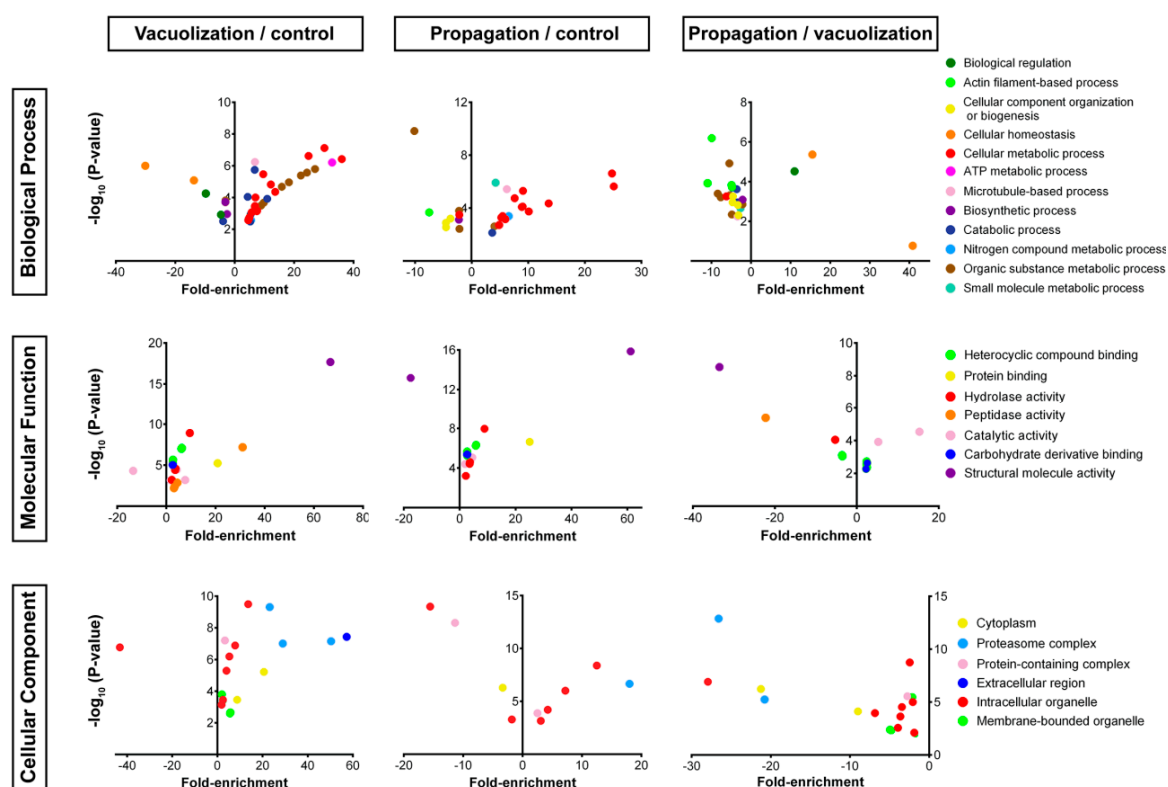 Vacuolization / control
Propagation / control
Propagation / vacuolization
Biological Process
-log10 (P-value)
10
8
6
4
2
-40
-20
0
20
40
Fold-enrichment
12
8
4
-10
0
10
20
30
Fold-enrichment
8
6
4
2
-10
0
10
20
30
40
Fold-enrichment
Biological regulation
Actin filament-based process
Cellular component organization
or biogenesis
Cellular homeostasis
Cellular metabolic process
ATP metabolic process
Microtubule-based process
Biosynthetic process
Catabolic process
Nitrogen compound metabolic process
Organic substance metabolic process
Small molecule metabolic process
Molecular Function
-log10 (P-value)
20
15
10
5
-20
0
20
40
60
80
Fold-enrichment
16
12
8
4
-20
0
20
40
60
Fold-enrichment
10
8
6
4
2
-40
-20
0
20
Fold-enrichment
Heterocyclic compound binding
Protein binding
Hydrolase activity
Peptidase activity
Catalytic activity
Carbohydrate derivative binding
Structural molecule activity
Cellular Component
-log10 (P-value)
10
8
6
4
2
-40
-20
0
20
40
60
Fold-enrichment
15
10
5
-20
-10
0
10
20
Fold-enrichment
15
10
5
0
-30
-20
-10
0
Fold-enrichment
Cytoplasm
Proteasome complex
Protein-containing complex
Extracellular region
Intracellular organelle
Membrane-bounded organelle